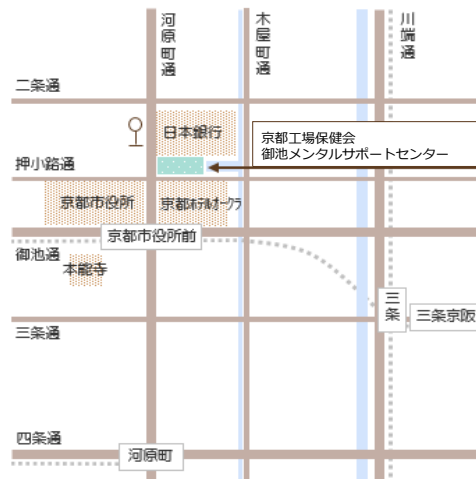 河原町通
木屋町通
川端通
二条通
日本銀行
京都工場保健会
御池メンタルサポートセンター
押小路通
京都市役所
京都ホテルオークラ
京都市役所前
御池通
本能寺
三条
三条京阪
三条通
四条通
河原町